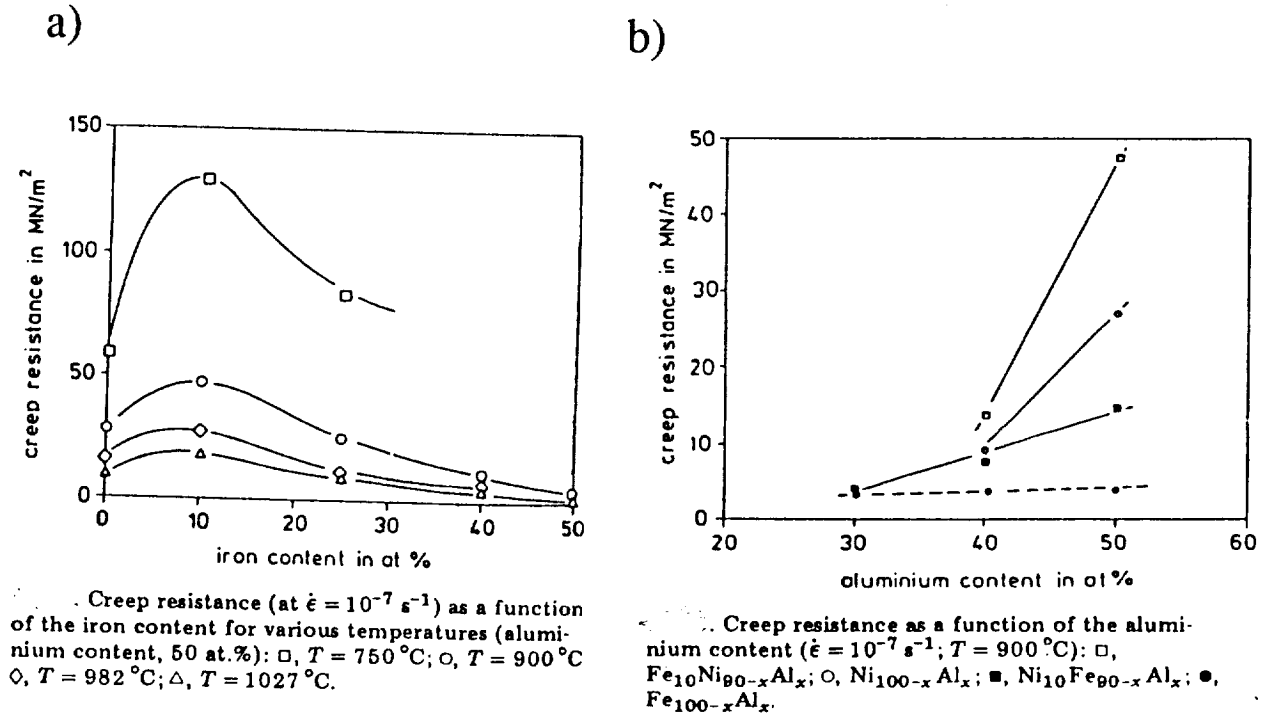 a)
b)
150
100
50
0
creep resistance in MN/m²
0 10 20 30 40 50
iron content in at %
. Creep resistance (at ε̇ = 10⁻⁷ s⁻¹) as a function
of the iron content for various temperatures (alumi-
nium content, 50 at.%): □, T = 750 °C; ○, T = 900 °C
◇, T = 982 °C; △, T = 1027 °C.
50
40
30
20
10
0
creep resistance in MN/m²
20 30 40 50 60
aluminium content in at %
. Creep resistance as a function of the alumi-
nium content (ε̇ = 10⁻⁷ s⁻¹; T = 900 °C): □,
Fe₁₀Ni₉₀₋ₓAlₓ; ○, Ni₁₀₀₋ₓAlₓ; ■, Ni₁₀Fe₉₀₋ₓAlₓ; ●,
Fe₁₀₀₋ₓAlₓ.